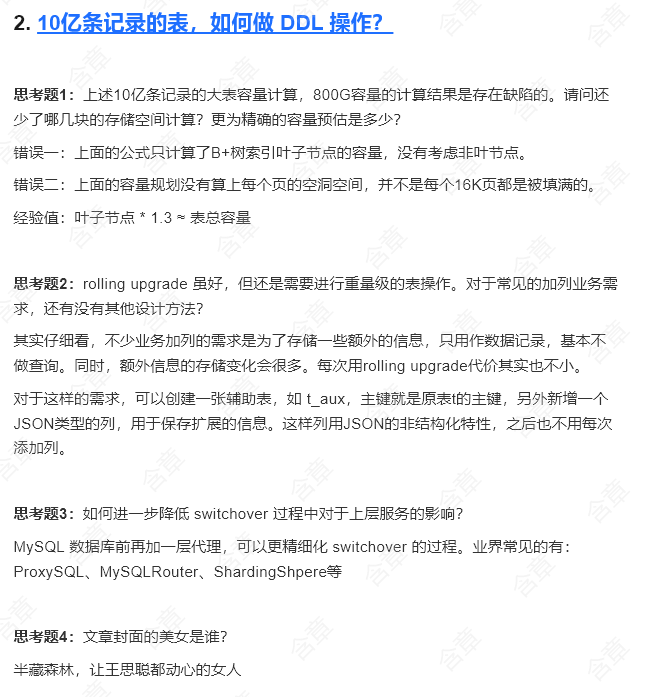 2. 10亿条记录的表，如何做 DDL 操作？
思考题1：上述10亿条记录的大表容量计算，800G容量的计算结果是存在缺陷的。请问还
少了哪几块的存储空间计算？更为精确的容量预估是多少？
错误一：上面的公式只计算了B+树索引叶子节点的容量，没有考虑非叶节点。
错误二：上面的容量规划没有算上每个页的空洞空间，并不是每个16K页都是被填满的。
经验值：叶子节点 * 1.3 ≈ 表总容量
思考题2：rolling upgrade 虽好，但还是需要进行重量级的表操作。对于常见的加列业务需
求，还有没有其他设计方法？
其实仔细看，不少业务加列的需求是为了存储一些额外的信息，只用作数据记录，基本不
做查询。同时，额外信息的存储变化会很多。每次用rolling upgrade代价其实也不小。
对于这样的需求，可以创建一张辅助表，如 t_aux，主键就是原表t的主键，另外新增一个
JSON类型的列，用于保存扩展的信息。这样列用JSON的非结构化特性，之后也不用每次
添加列。
思考题3：如何进一步降低 switchover 过程中对于上层服务的影响？
MySQL 数据库前再加一层代理，可以更精细化 switchover 的过程。业界常见的有：
ProxySQL、MySQLRouter、ShardingShpere等
思考题4：文章封面的美女是谁？
半藏森林，让王思聪都动心的女人
含章